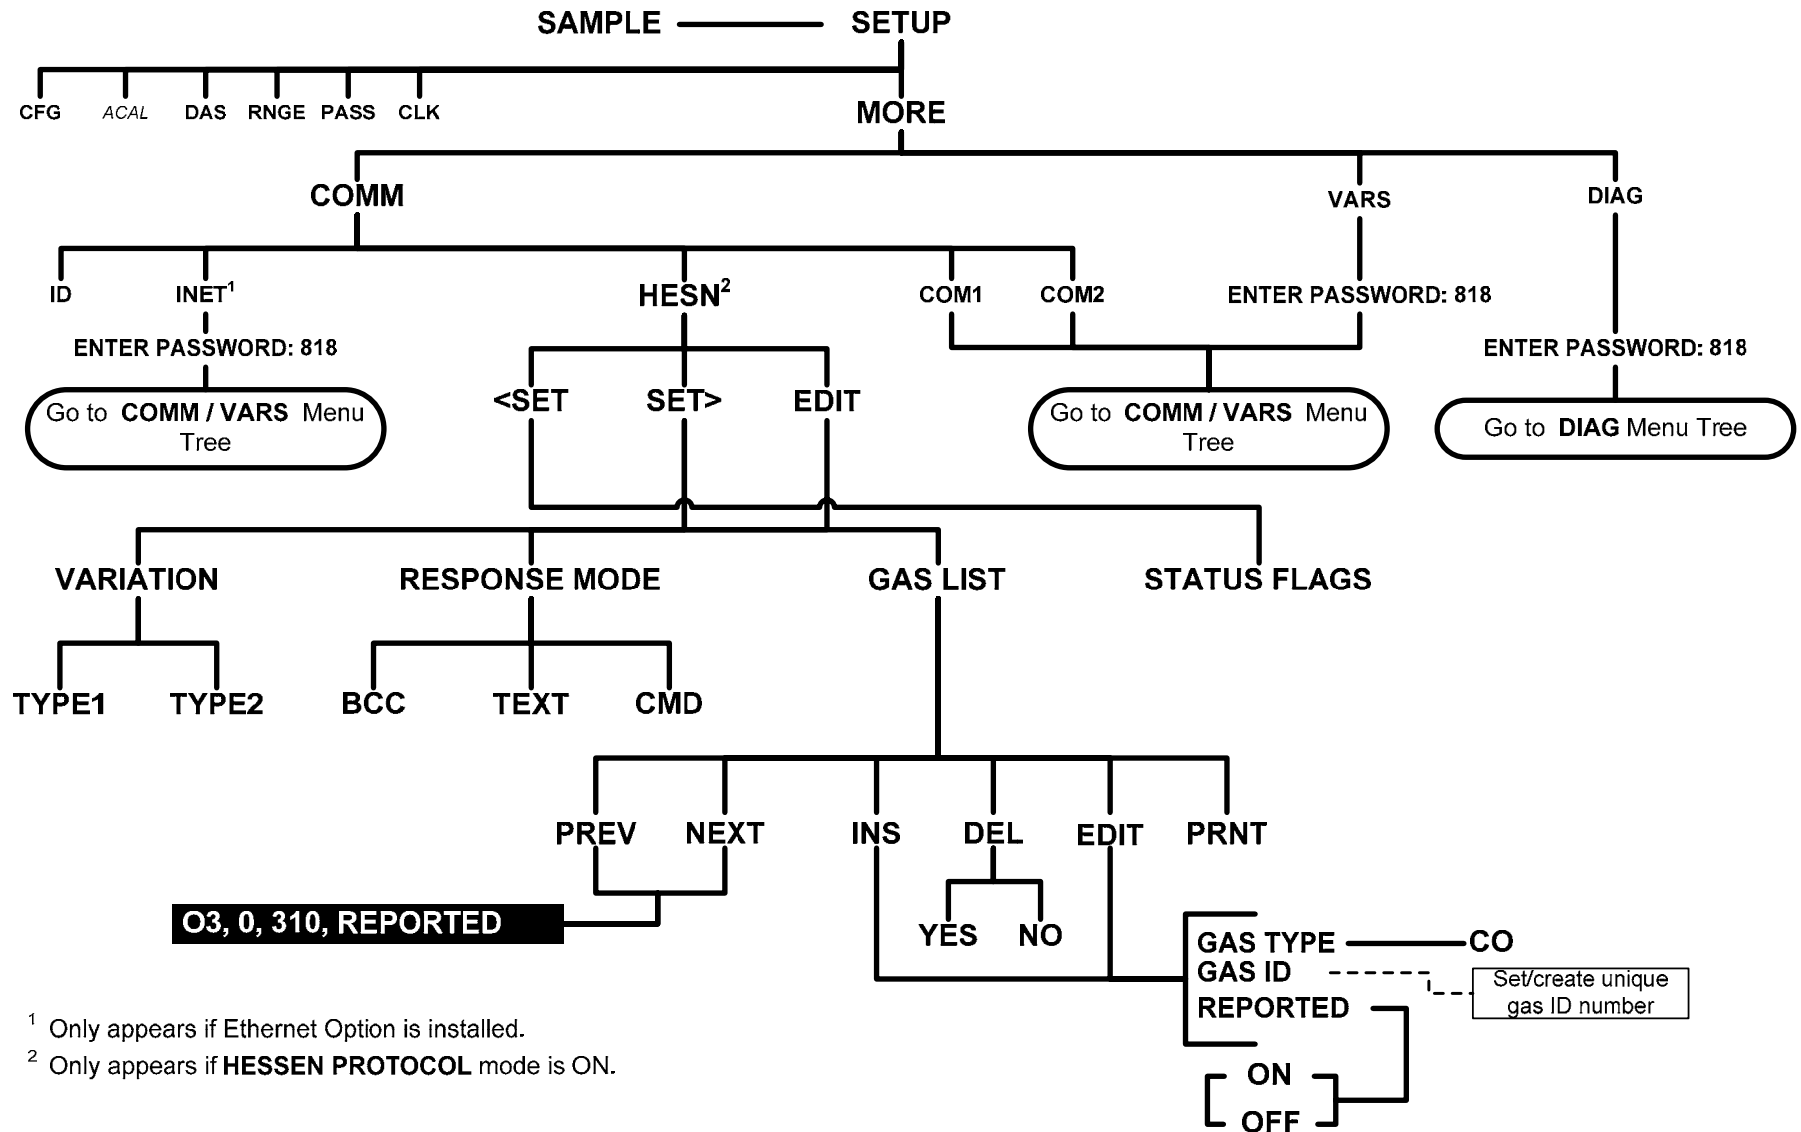 SAMPLE SETUP
CFG ACAL DAS RNGE PASS CLK MORE
COMM VARS DIAG
ID INET1 HESN2 COM1 COM2 ENTER PASSWORD: 818
ENTER PASSWORD: 818 ENTER PASSWORD: 818
<SET SET> EDIT
Go to COMM / VARS Menu
Tree
Go to COMM / VARS Menu
Tree
Go to DIAG Menu Tree
VARIATION RESPONSE MODE GAS LIST STATUS FLAGS
TYPE1 TYPE2 BCC TEXT CMD
PREV NEXT INS DEL EDIT PRNT
O3, 0, 310, REPORTED
YES NO
GAS TYPE CO
GAS ID
Set/create unique
gas ID number
REPORTED
ON
OFF
1 Only appears if Ethernet Option is installed.
2 Only appears if HESSEN PROTOCOL mode is ON.